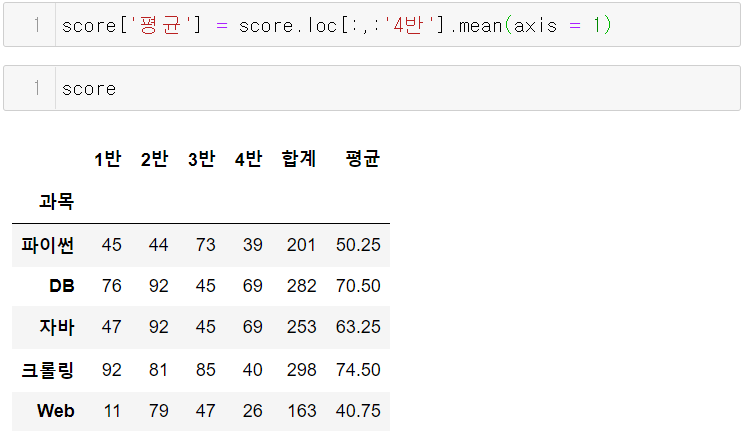 1 score['평균'] = score.loc[:,:'4반'].mean(axis = 1)
1 score
1반 2반 3반 4반 합계 평균
과목
파이썬 45 44 73 39 201 50.25
DB 76 92 45 69 282 70.50
자바 47 92 45 69 253 63.25
크롤링 92 81 85 40 298 74.50
Web 11 79 47 26 163 40.75